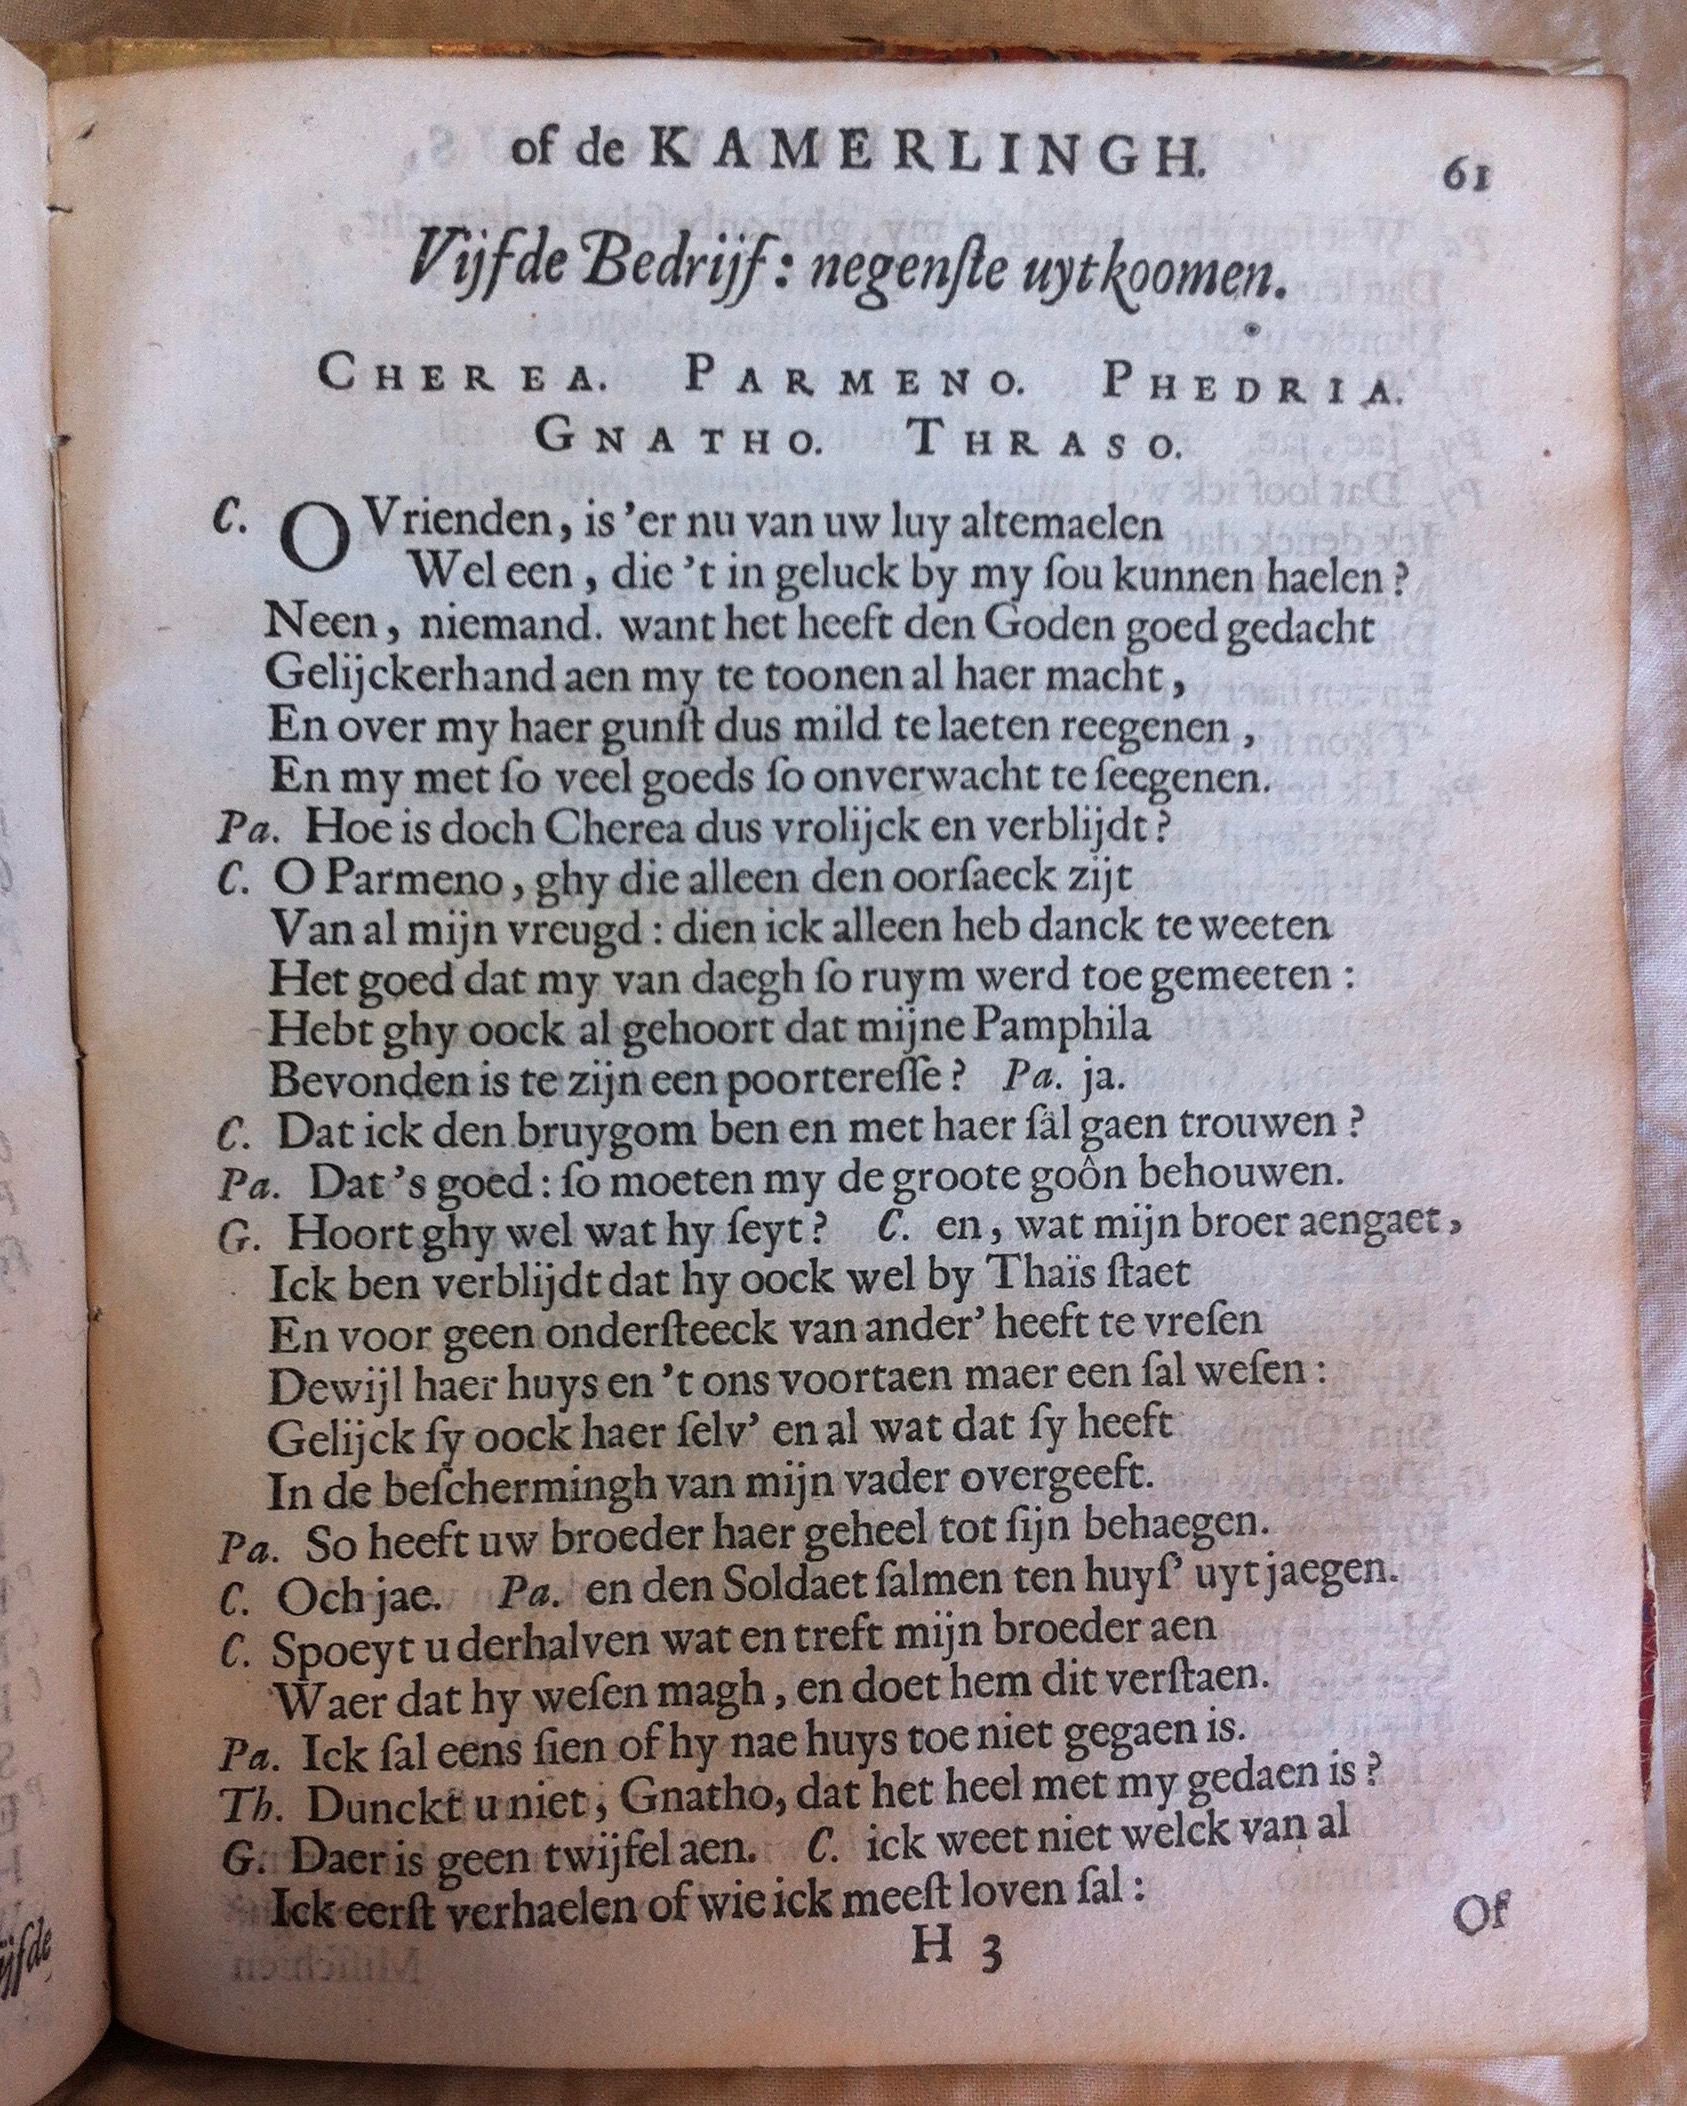 of de KAMERLINGH. 61
Vijfde Bedrijf: negenſte uytkoomen.
CHEREA. PARMENO. PHEDRIA.
GNATHO. THRASO.
C. O Vrienden, is 'er nu van uw luy altemaelen
Wel een, die 't in geluck by my ſou kunnen haelen?
Neen, niemand. want het heeft den Goden goed gedacht
Gelijckerhand aen my te toonen al haer macht,
En over my haer gunſt dus mild te laeten reegenen,
En my met ſo veel goeds ſo onverwacht te ſeegenen.
Pa. Hoe is doch Cherea dus vrolijck en verblijdt?
C. O Parmeno, ghy die alleen den oorſaeck zijt
Van al mijn vreugd: dien ick alleen heb danck te weeten
Het goed dat my van daegh ſo ruym werd toe gemeeten:
Hebt ghy oock al gehoort dat mijne Pamphila
Bevonden is te zijn een poortereſſe? Pa. ja.
C. Dat ick den bruygom ben en met haer ſal gaen trouwen?
Pa. Dat's goed: ſo moeten my de groote goôn behouwen.
G. Hoort ghy wel wat hy ſeyt? C. en, wat mijn broer aengaet,
Ick ben verblijdt dat hy oock wel by Thaïs ſtaet
En voor geen onderſteeck van ander' heeft te vreſen
Dewijl haer huys en 't ons voortaen maer een ſal weſen:
Gelijck ſy oock haer ſelv' en al wat dat ſy heeft
In de beſchermingh van mijn vader overgeeft.
Pa. So heeft uw broeder haer geheel tot ſijn behaegen.
C. Och jae. Pa. en den Soldaet ſalmen ten huyſ' uyt jaegen.
C. Spoeyt u derhalven wat en treft mijn broeder aen
Waer dat hy weſen magh, en doet hem dit verſtaen.
Pa. Ick ſal eens ſien of hy nae huys toe niet gegaen is.
Th. Dunckt u niet, Gnatho, dat het heel met my gedaen is?
G. Daer is geen twijfel aen. C. ick weet niet welck van al
Ick eerſt verhaelen of wie ick meeſt loven ſal:
H 3 Of